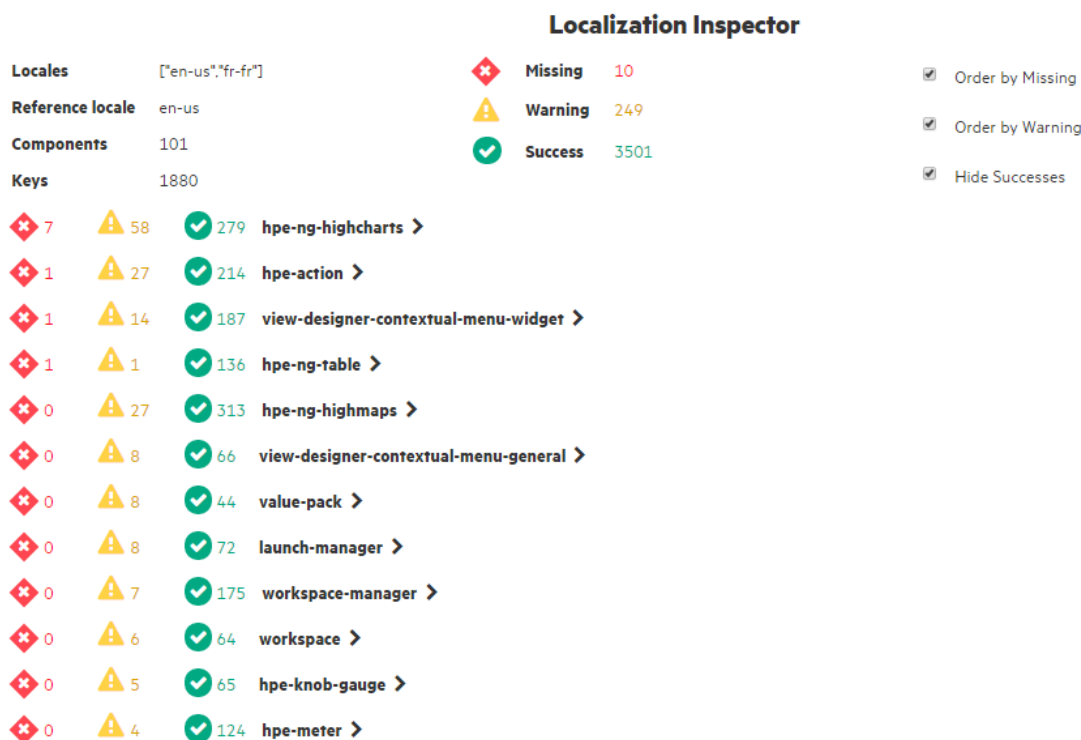 Localization Inspector
Locales ["en-us","fr-fr"] Missing 10 Order by Missing
Reference locale en-us Warning 249 Order by Warning
Components 101 Success 3501 Hide Successes
Keys 1880
7 58 279 hpe-ng-highcharts
1 27 214 hpe-action
1 14 187 view-designer-contextual-menu-widget
1 1 136 hpe-ng-table
0 27 313 hpe-ng-highmaps
0 8 66 view-designer-contextual-menu-general
0 8 44 value-pack
0 8 72 launch-manager
0 7 175 workspace-manager
0 6 64 workspace
0 5 65 hpe-knob-gauge
0 4 124 hpe-meter